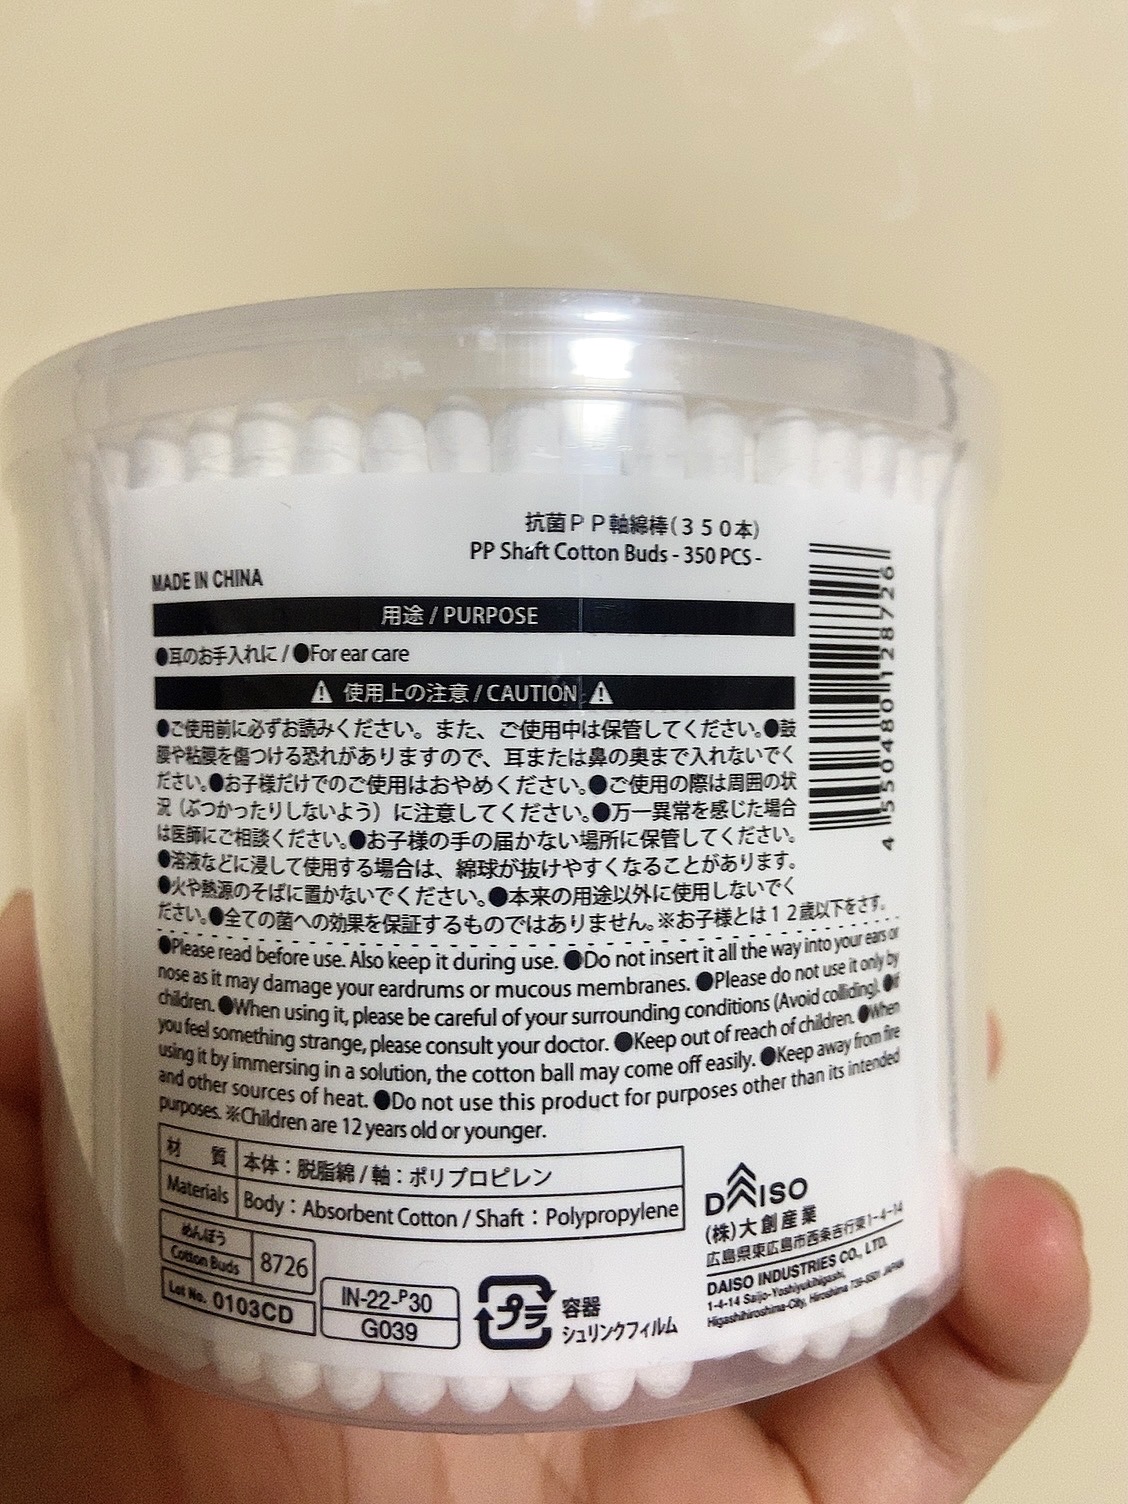 抗菌ＰＰ軸綿棒(３５０本)
PP Shaft Cotton Buds - 350 PCS -
MADE IN CHINA
用途 / PURPOSE
●耳のお手入れに / ●For ear care
使用上の注意 / CAUTION
●ご使用前に必ずお読みください。また、ご使用中は保管してください。●鼓
膜や粘膜を傷つける恐れがありますので、耳または鼻の奥まで入れないでく
ださい。●お子様だけでのご使用はおやめください。●ご使用の際は周囲の状
況（ぶつかったりしないよう）に注意してください。●万一異常を感じた場合
は医師にご相談ください。●お子様の手の届かない場所に保管してください。
●溶液などに浸して使用する場合は、綿球が抜けやすくなることがあります。
●火や熱源のそばに置かないでください。●本来の用途以外に使用しないでく
ださい。●全ての菌への効果を保証するものではありません。※お子様とは１２歳以下をさす。
●Please read before use. Also keep it during use. ●Do not insert it all the way into your ears or
nose as it may damage your eardrums or mucous membranes. ●Please do not use it only by
children. ●When using it, please be careful of your surrounding conditions (Avoid colliding). ●If
you feel something strange, please consult your doctor. ●Keep out of reach of children. ●When
using it by immersing in a solution, the cotton ball may come off easily. ●Keep away from fire
and other sources of heat. ●Do not use this product for purposes other than its intended
purposes. ※Children are 12 years old or younger.
材 質 本体：脱脂綿 / 軸：ポリプロピレン
Materials Body : Absorbent Cotton / Shaft : Polypropylene
めんぼう
Cotton Buds 8726
Lot No. 0103CD
IN-22-P30
G039
プラ
容器
シュリンクフィルム
DAISO
(株)大創産業
広島県東広島市西条吉行東1-4-14
DAISO INDUSTRIES CO., LTD.
1-4-14 Saijo-Yoshiyukihigashi,
Higashihiroshima-City, Hiroshima 739-8501 JAPAN
4 550480 128726